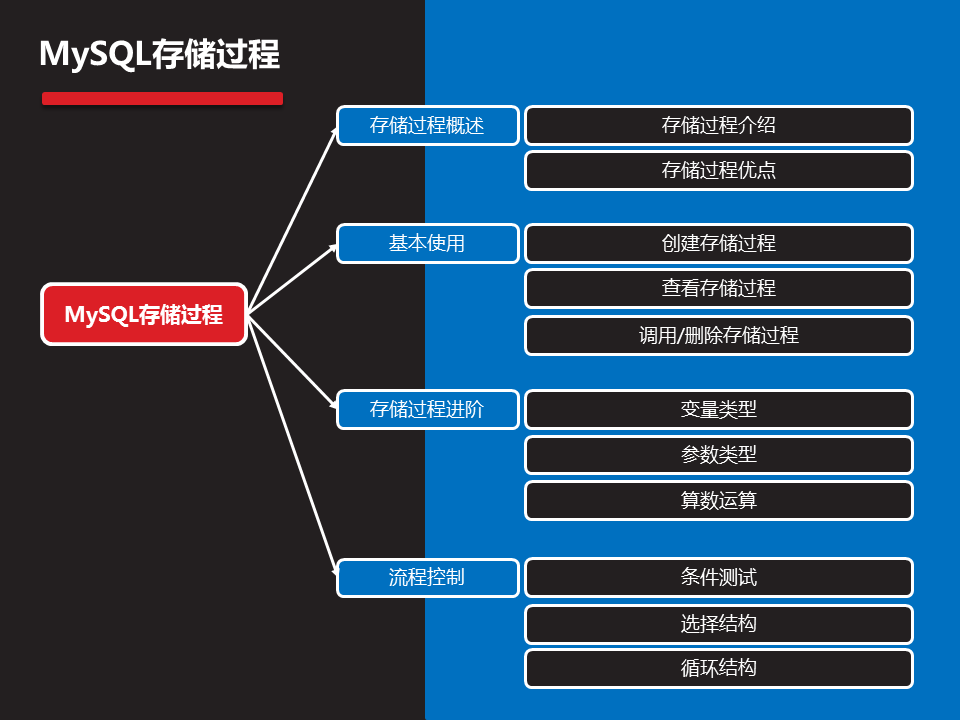 MySQL存储过程
存储过程概述
存储过程介绍
存储过程优点
基本使用
创建存储过程
查看存储过程
调用/删除存储过程
MySQL存储过程
存储过程进阶
变量类型
参数类型
算数运算
流程控制
条件测试
选择结构
循环结构